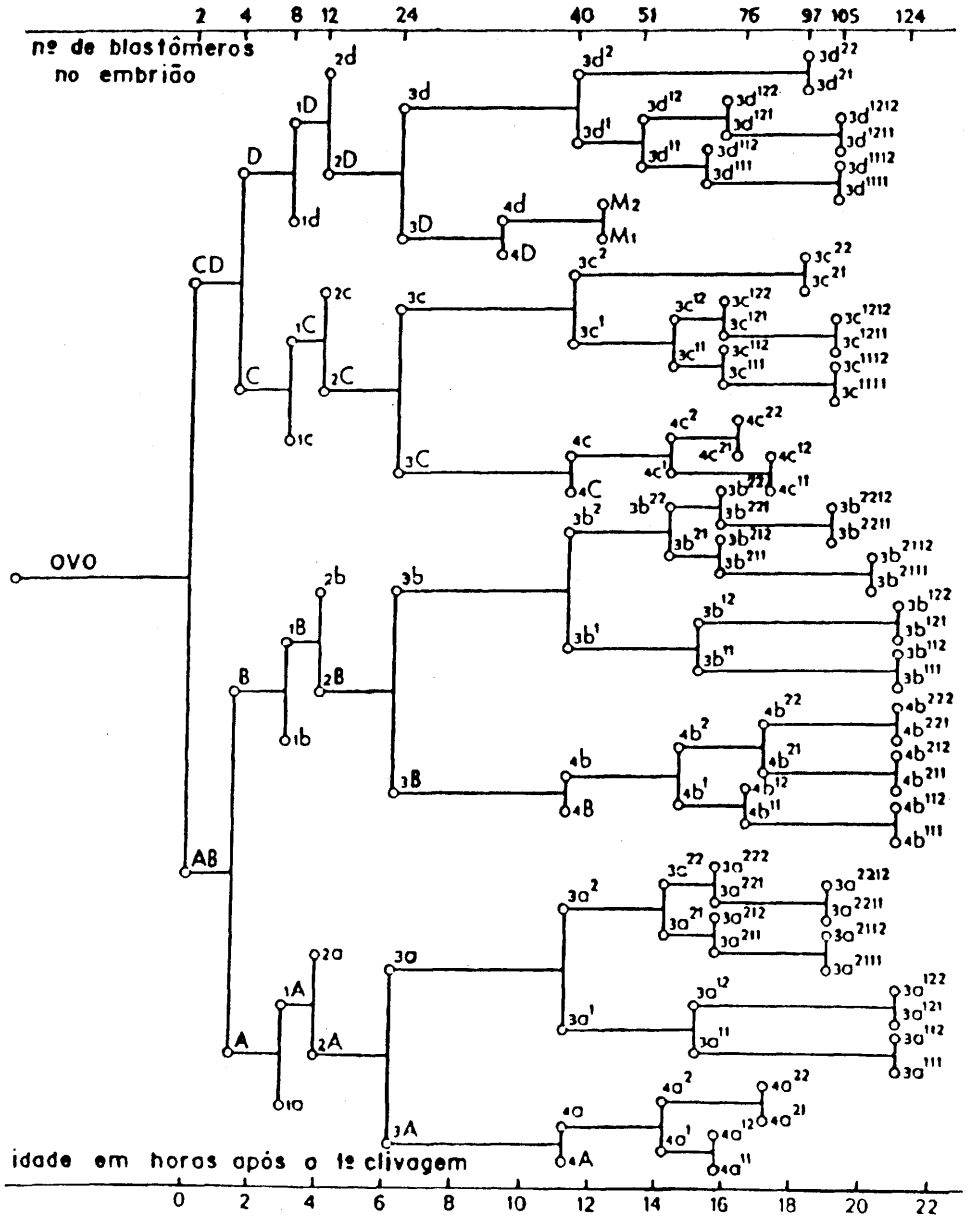 2 4 8 12 24 40 51 76 97 105 124
nº de blastômeros
no embrião
2d
3d² 3d²²
3d²¹
1D 3d 3d¹² 3d¹²² 3d¹²¹² 
3d¹²¹ 3d¹²¹¹
3d¹ 3d¹¹ 3d¹¹² 3d¹¹¹²
D 2D 3d¹¹¹ 3d¹¹¹¹
1d 4d M₂
3D 4D M₁
CD 3c² 3c²²
3c²¹
2c 3c 3c¹² 3c¹²² 3c¹²¹²
1C 3c¹ 3c¹²¹ 3c¹²¹¹
3c¹¹ 3c¹¹² 3c¹¹¹²
C 2C 3c¹¹¹ 3c¹¹¹¹
1c 4c 4c² 4c²²
3C 4c¹ 4c²¹ 4c¹²
4C 4c¹¹
3b² 3b²² 3b²²² 3b²²¹²
3b²²¹ 3b²²¹¹
3b²¹ 3b²¹² 3b²¹¹²
OVO 2b 3b 3b²¹¹ 3b²¹¹¹
1B 3b¹² 3b¹²²
3b¹ 3b¹²¹
B 2B 3b¹¹ 3b¹¹²
3b¹¹¹
1b 4b²² 4b²²²
4b² 4b²²¹
3B 4b 4b²¹ 4b²¹²
4b²¹¹
4B 4b¹ 4b¹² 4b¹¹²
4b¹¹ 4b¹¹¹
AB 3a² 3c²² 3a²²² 3a²²¹²
3a²²¹ 3a²²¹¹
3a²¹ 3a²¹² 3a²¹¹²
2a 3a 3a²¹¹ 3a²¹¹¹
1A 3a¹² 3a¹²²
3a¹ 3a¹²¹
A 2A 3a¹¹ 3a¹¹²
3a¹¹¹
1a 4a² 4a²²
4a 4a²¹
3A 4a¹ 4a¹²
4A 4a¹¹
idade em horas após a 1º clivagem
0 2 4 6 8 10 12 14 16 18 20 22